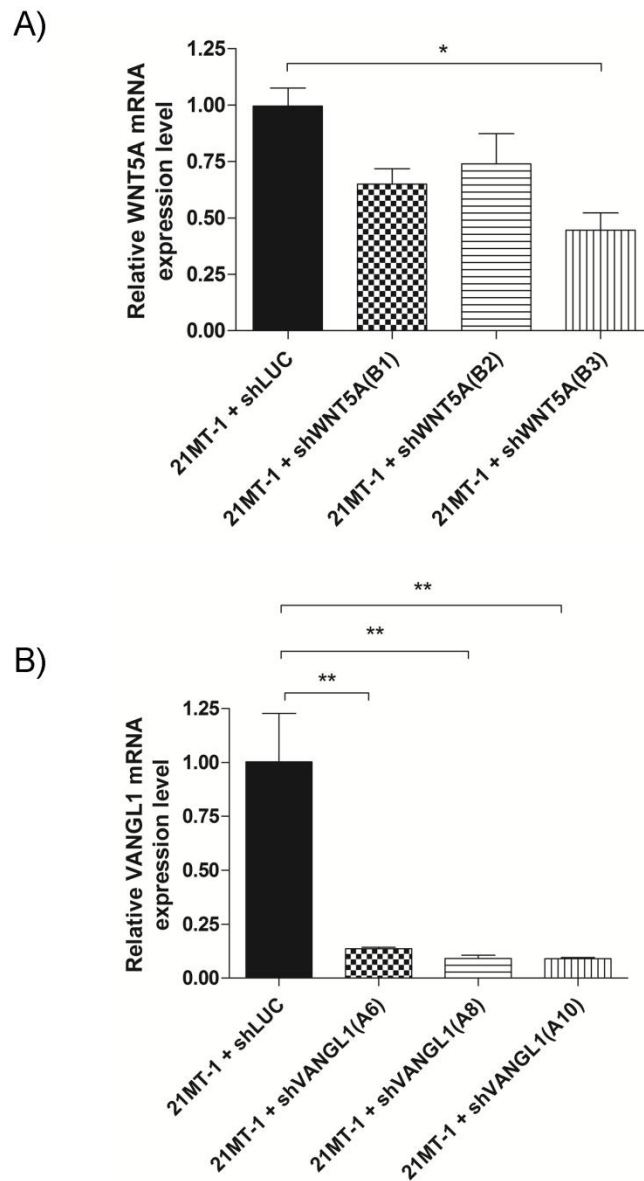 A)
Relative WNT5A mRNA
expression level
1.25
1.00
0.75
0.50
0.25
0.00
*
21MT-1 + shLUC
21MT-1 + shWNT5A(B1)
21MT-1 + shWNT5A(B2)
21MT-1 + shWNT5A(B3)
B)
Relative VANGL1 mRNA
expression level
**
**
**
1.25
1.00
0.75
0.50
0.25
0.00
21MT-1 + shLUC
21MT-1 + shVANGL1(A6)
21MT-1 + shVANGL1(A8)
21MT-1 + shVANGL1(A10)